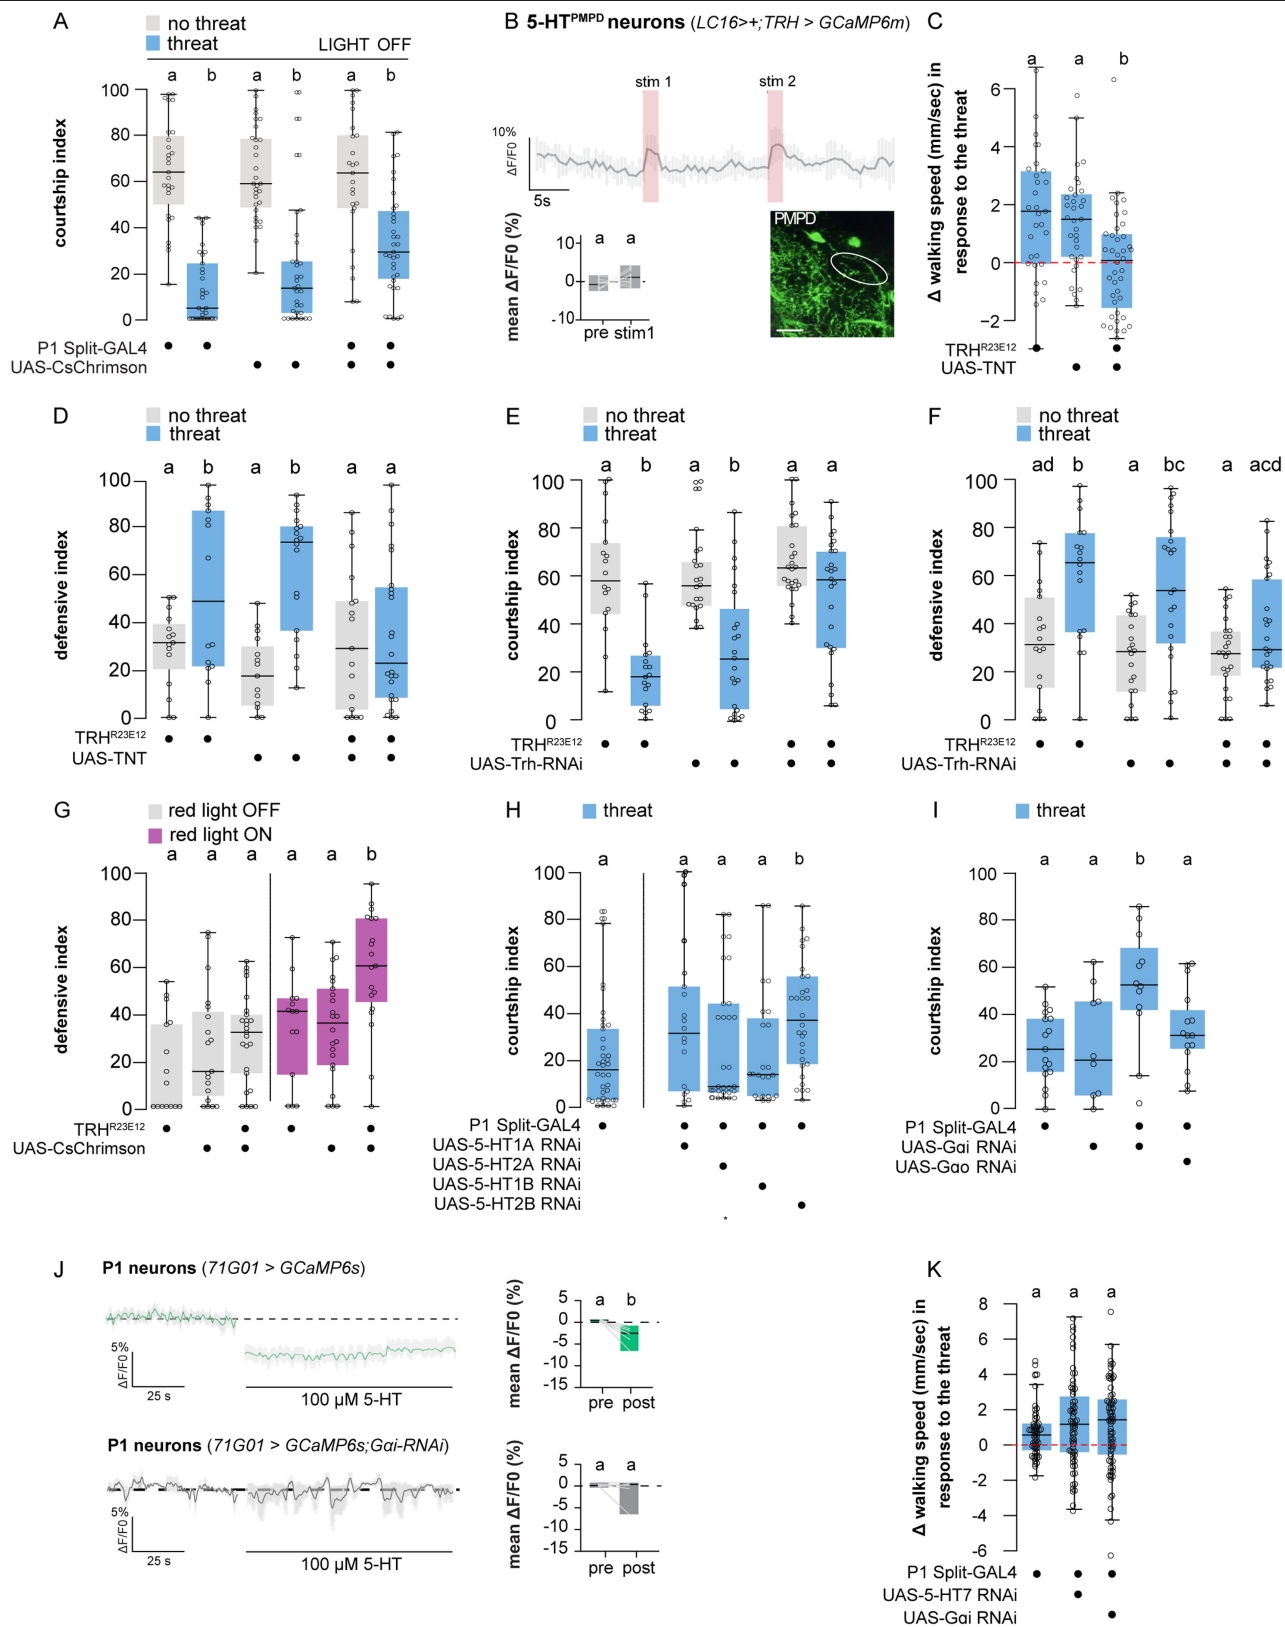 A
no threat
threat
LIGHT OFF
a b a b a b
courtship index
100
80
60
40
20
0
P1 Split-GAL4
UAS-CsChrimson
B 5-HTPMPD neurons (LC16>+;TRH > GCaMP6m)
stim 1 stim 2
10%
ΔF/F0
5s
mean ΔF/F0 (%)
a a
10
0
-10
pre stim1
PMPD
C
Δ walking speed (mm/sec) in
response to the threat
a a b
6
4
2
0
−2
TRHR23E12
UAS-TNT
D
no threat
threat
a b a b a a
defensive index
100
80
60
40
20
0
TRHR23E12
UAS-TNT
E
no threat
threat
a b a b a a
courtship index
100
80
60
40
20
0
TRHR23E12
UAS-Trh-RNAi
F
no threat
threat
ad b a bc a acd
defensive index
100
80
60
40
20
0
TRHR23E12
UAS-Trh-RNAi
G
red light OFF
red light ON
a a a a a b
defensive index
100
80
60
40
20
0
TRHR23E12
UAS-CsChrimson
H
threat
a a a a b
courtship index
100
80
60
40
20
0
P1 Split-GAL4
UAS-5-HT1A RNAi
UAS-5-HT2A RNAi
UAS-5-HT1B RNAi
UAS-5-HT2B RNAi
*
I
threat
a a b a
courtship index
100
80
60
40
20
0
P1 Split-GAL4
UAS-Gαi RNAi
UAS-Gαo RNAi
J
P1 neurons (71G01 > GCaMP6s)
5%
ΔF/F0
25 s
100 µM 5-HT
mean ΔF/F0 (%)
a b
5
0
-5
-10
-15
pre post
P1 neurons (71G01 > GCaMP6s;Gαi-RNAi)
5%
ΔF/F0
25 s
100 µM 5-HT
mean ΔF/F0 (%)
a a
5
0
-5
-10
-15
pre post
K
Δ walking speed (mm/sec) in
response to the threat
a a a
8
6
4
2
0
-2
-4
-6
P1 Split-GAL4
UAS-5-HT7 RNAi
UAS-Gαi RNAi